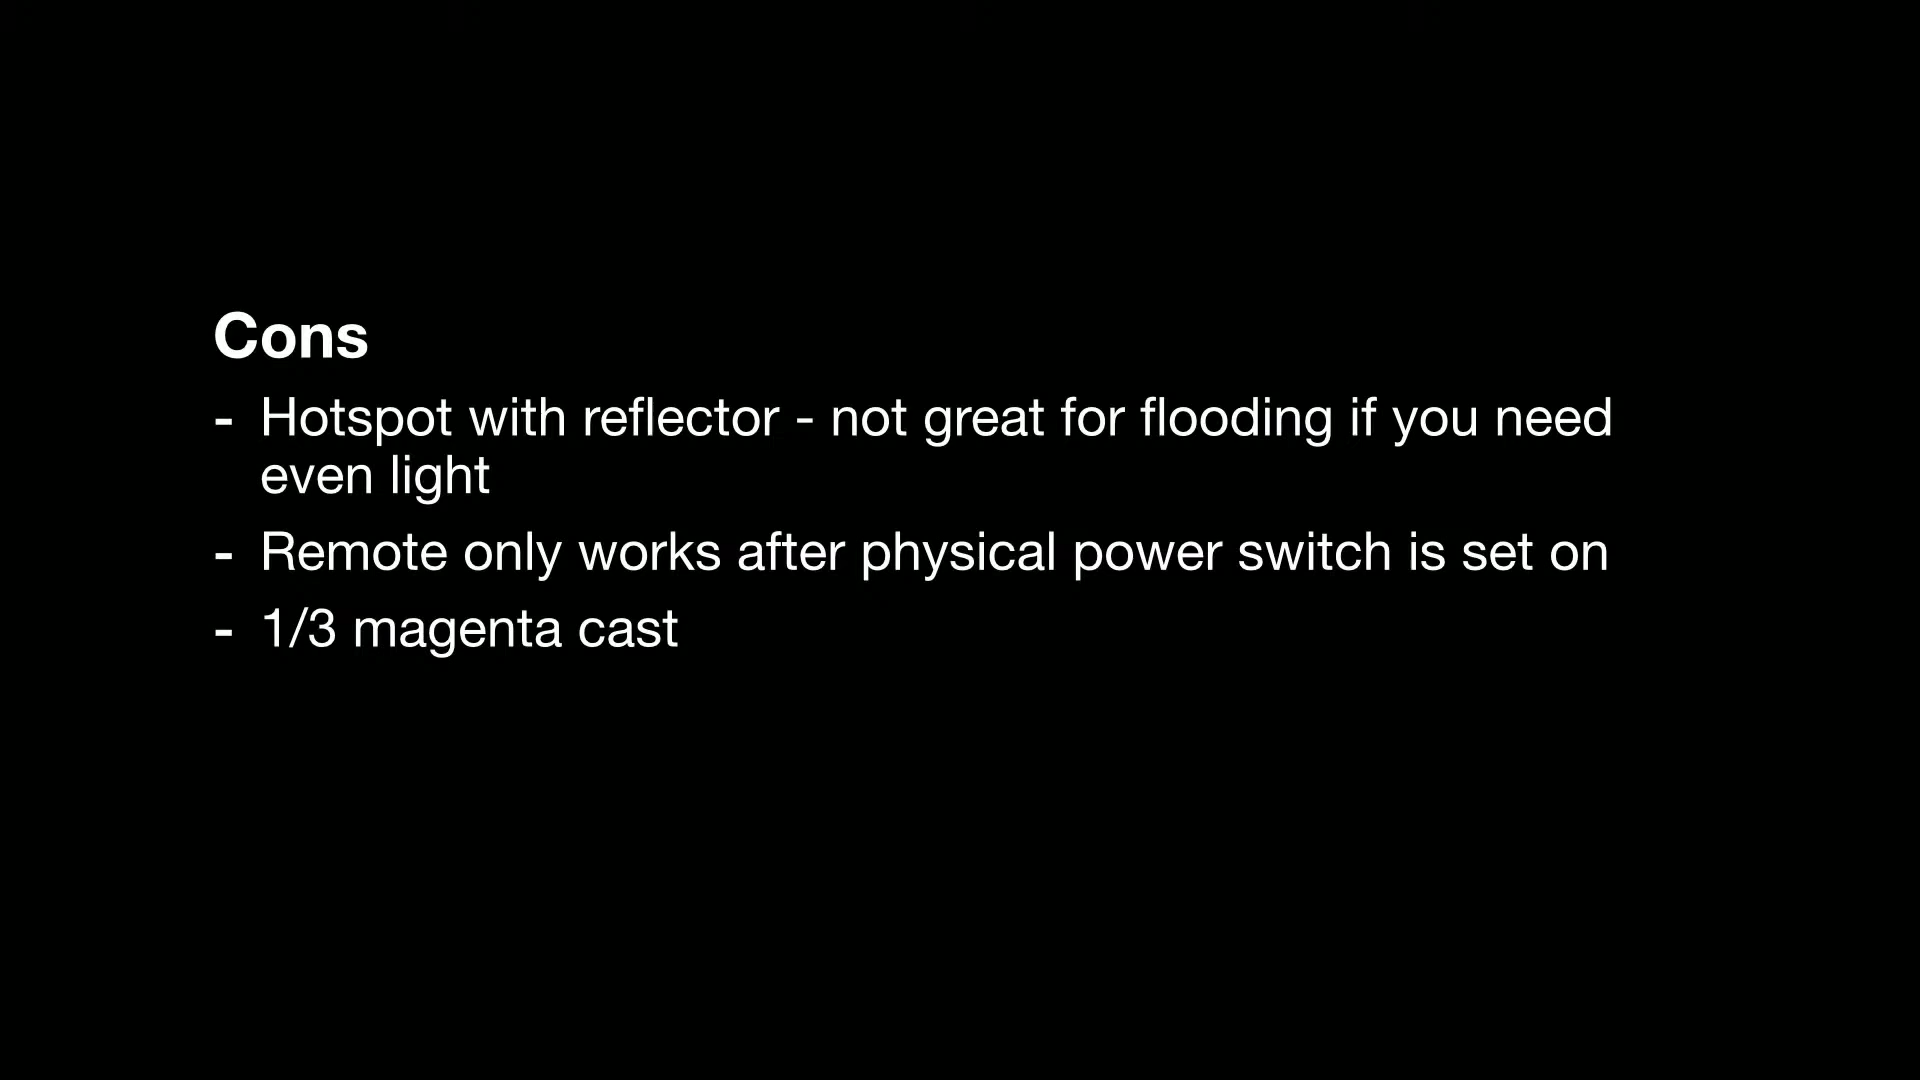 Cons
- Hotspot with reflector - not great for flooding if you need
even light
- Remote only works after physical power switch is set on
- 1/3 magenta cast